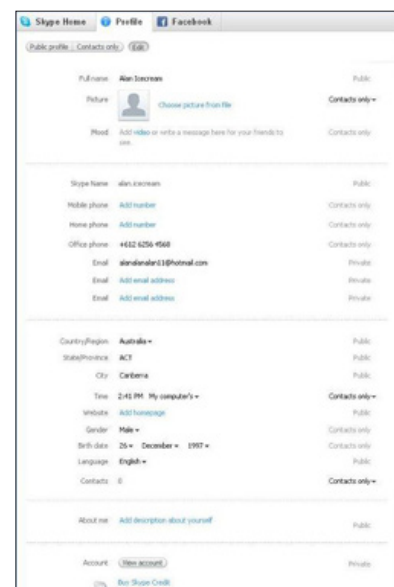 Skype Home Profile Facebook
Public profile Contacts only Edit
Full name Alan Icecream Public
Picture Choose picture from file Contacts only
Mood Add video or write a message here for your friends to see. Contacts only
Skype Name alan.icecream Public
Mobile phone Add number Contacts only
Home phone Add number Contacts only
Office phone +612 6256 4568 Contacts only
Email alanalanalan11@hotmail.com Private
Email Add email address Private
Email Add email address Private
Country/Region Australia Public
State/Province ACT Public
City Canberra Public
Time 2:41 PM My computer's Contacts only
Website Add homepage Public
Gender Male Contacts only
Birth date 26 December 1997 Contacts only
Language English Public
Contacts 0 Contacts only
About me Add description about yourself Public
Account View account Private
Buy Skype Credit